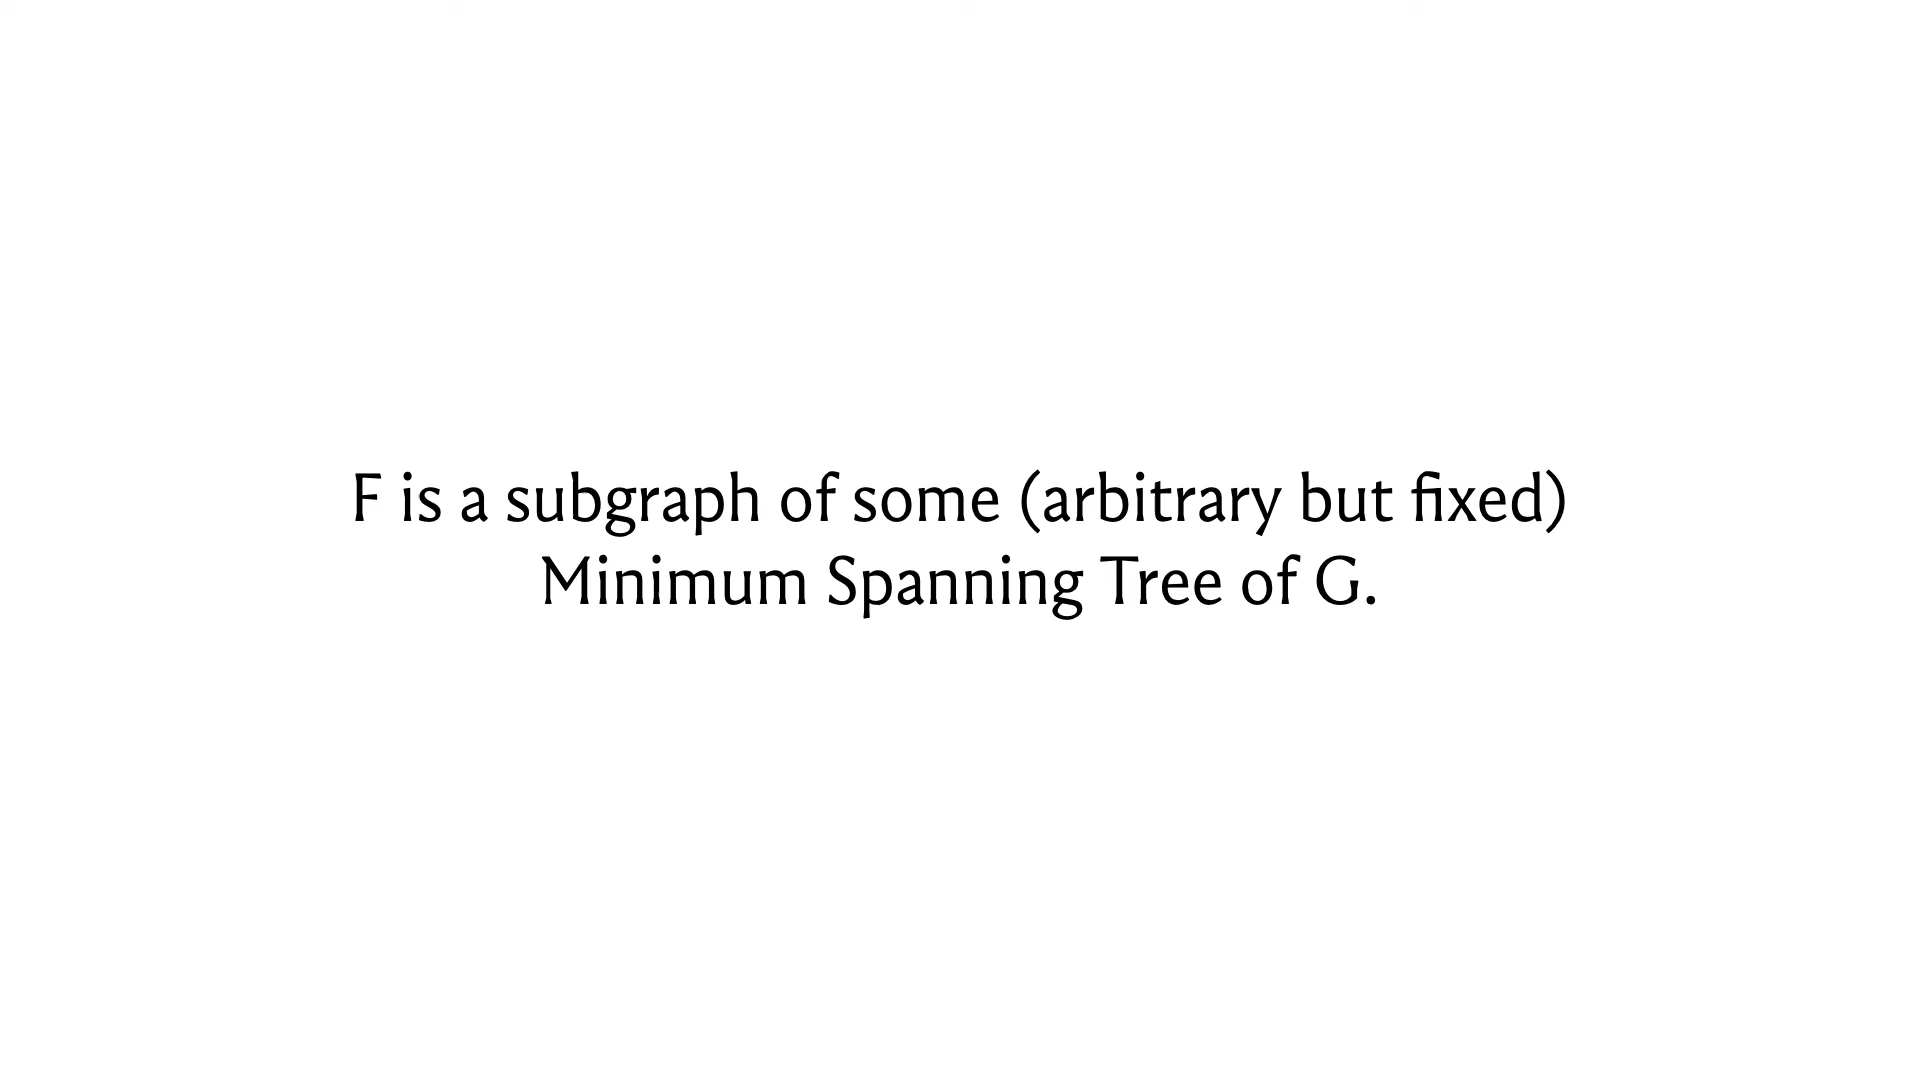 F is a subgraph of some (arbitrary but fixed)
Minimum Spanning Tree of G.